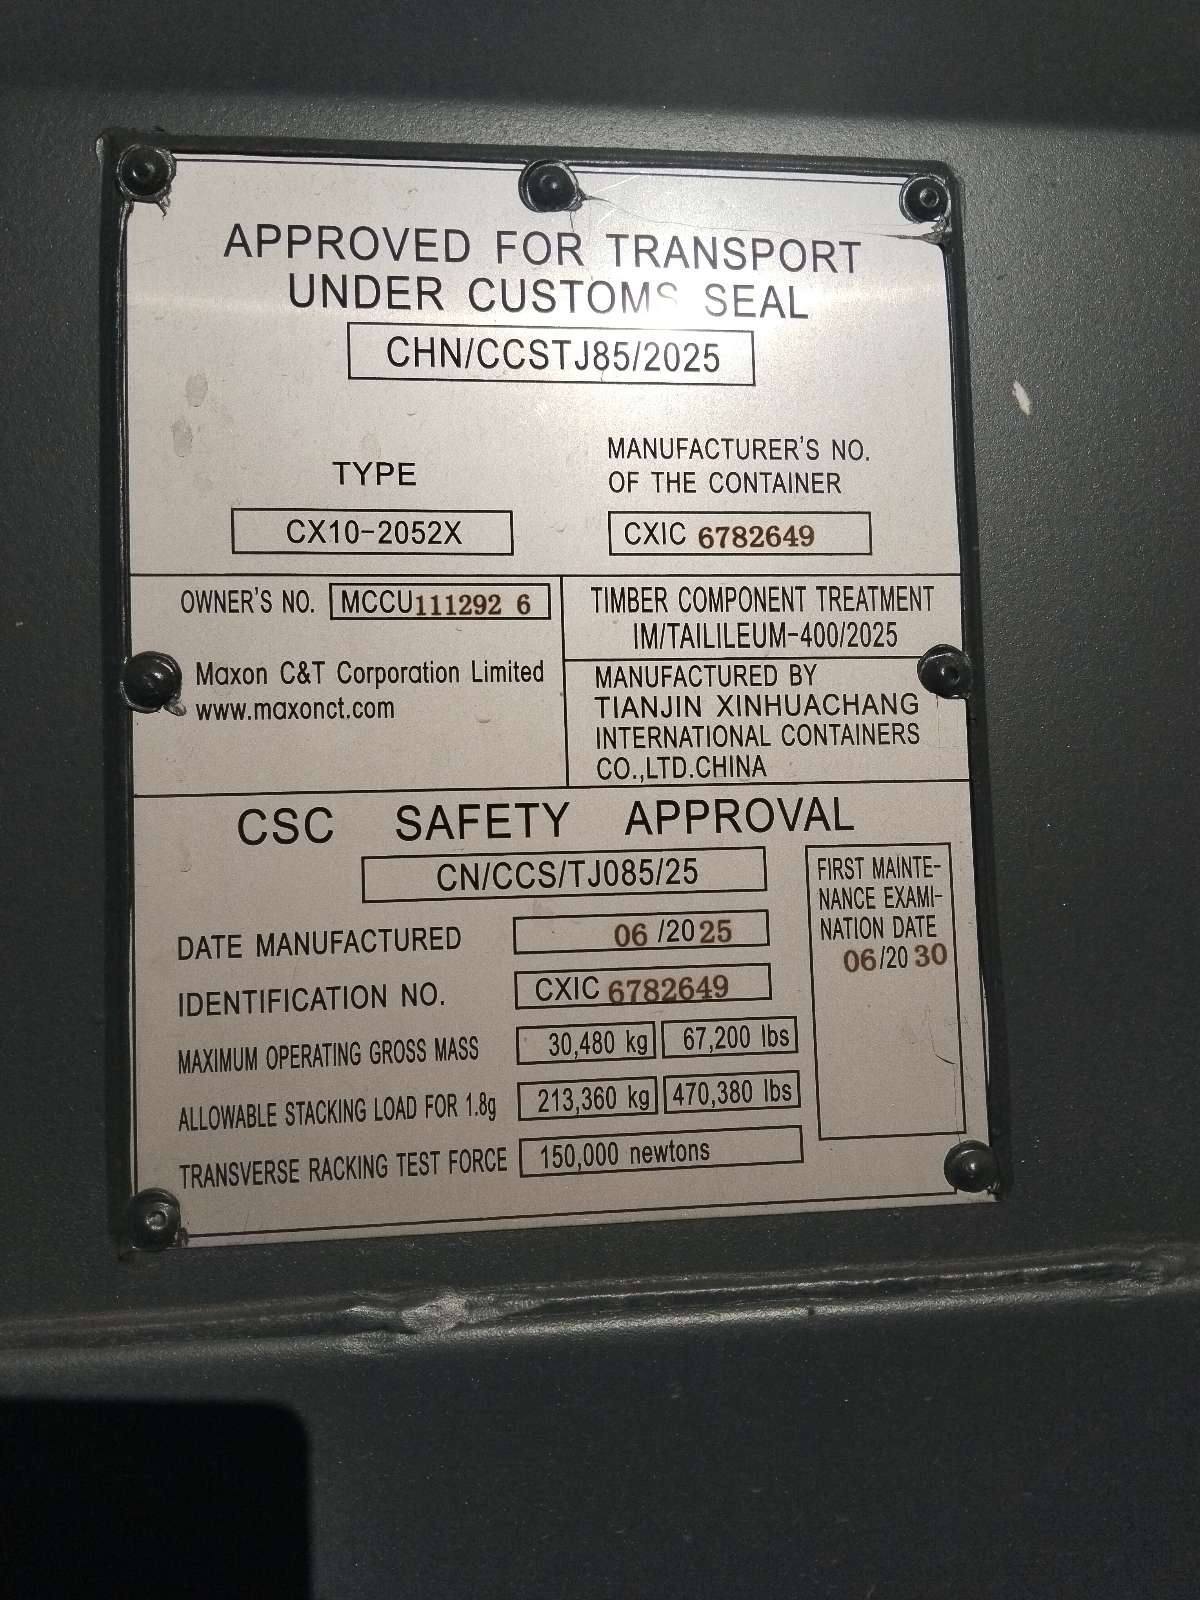 APPROVED FOR TRANSPORT
UNDER CUSTOMS SEAL
CHN/CCSTJ85/2025
TYPE
CX10-2052X
MANUFACTURER'S NO.
OF THE CONTAINER
CXIC 6782649
OWNER'S NO. MCCU111292 6
Maxon C&T Corporation Limited
www.maxonct.com
TIMBER COMPONENT TREATMENT
IM/TAILILEUM-400/2025
MANUFACTURED BY
TIANJIN XINHUACHANG
INTERNATIONAL CONTAINERS
CO.,LTD.CHINA
CSC SAFETY APPROVAL
CN/CCS/TJ085/25
DATE MANUFACTURED 06/2025
IDENTIFICATION NO. CXIC 6782649
MAXIMUM OPERATING GROSS MASS 30,480 kg 67,200 lbs
ALLOWABLE STACKING LOAD FOR 1.8g 213,360 kg 470,380 lbs
TRANSVERSE RACKING TEST FORCE 150,000 newtons
FIRST MAINTE-
NANCE EXAMI-
NATION DATE
06/2030